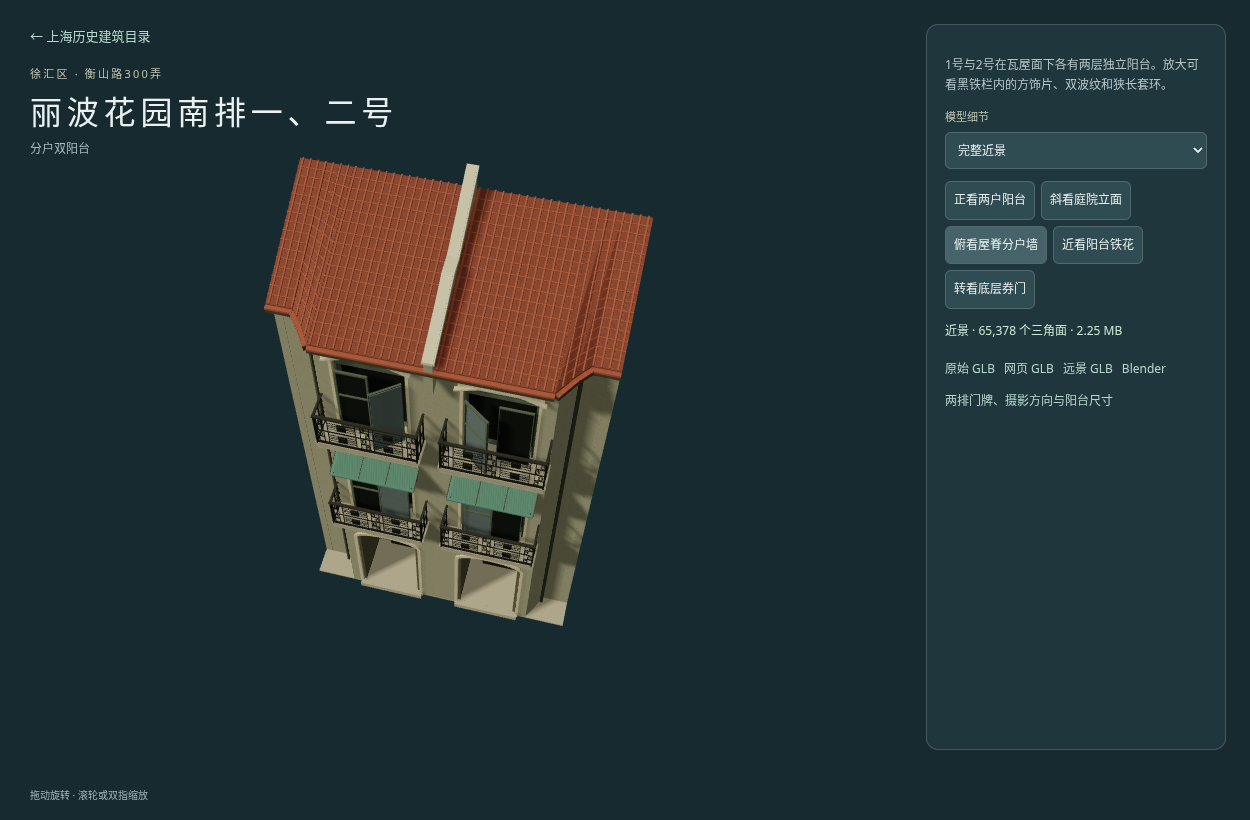 ← 上海历史建筑目录
徐汇区 · 衡山路300弄
丽波花园南排一、二号
分户双阳台
1号与2号在瓦屋面下各有两层独立阳台。放大可
看黑铁栏内的方饰片、双波纹和狭长套环。
模型细节
完整近景
正看两户阳台 斜看庭院立面
俯看屋脊分户墙 近看阳台铁花
转看底层券门
近景 · 65,378 个三角面 · 2.25 MB
原始 GLB 网页 GLB 远景 GLB Blender
两排门牌、摄影方向与阳台尺寸
拖动旋转 · 滚轮或双指缩放